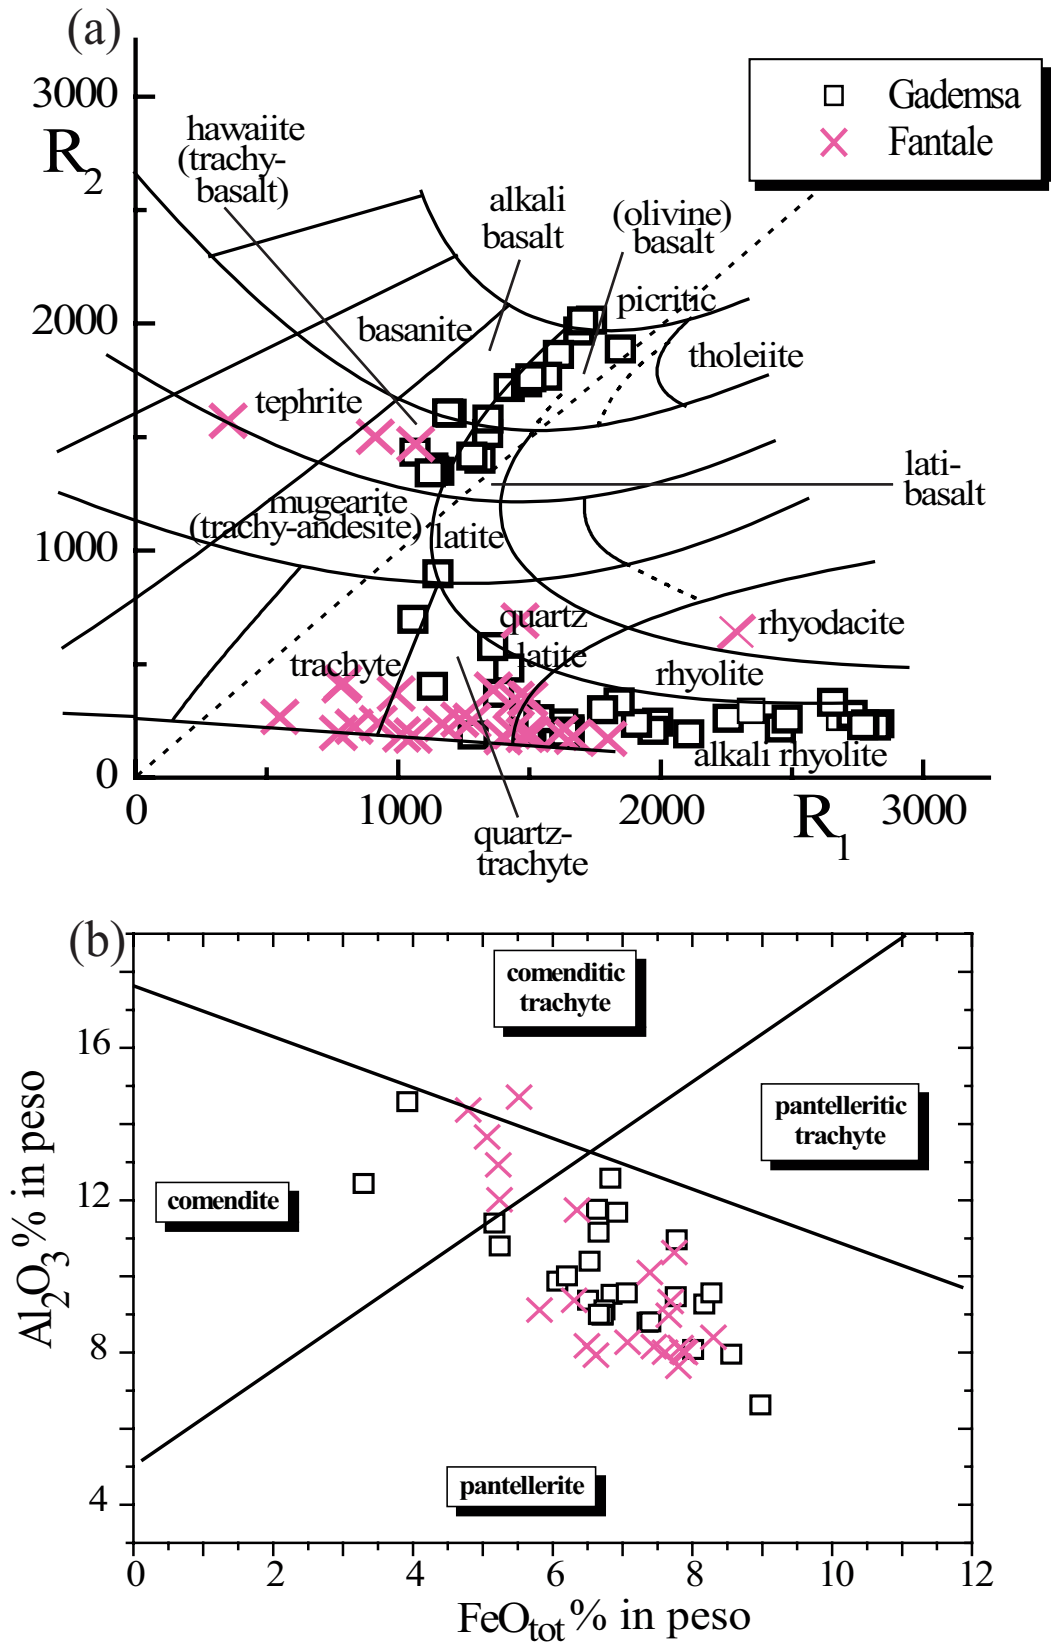 (a)
3000
R2
2000
1000
0
0
1000
2000
3000
R1
Gademsa
Fantale
hawaiite
(trachy-
basalt)
alkali
basalt
(olivine)
basalt
picritic
basanite
tholeiite
tephrite
lati-
basalt
mugearite
(trachy-andesite)
latite
quartz
latite
rhyodacite
trachyte
rhyolite
alkali rhyolite
quartz-
trachyte
(b)
comenditic
trachyte
pantelleritic
trachyte
comendite
pantellerite
16
12
8
4
Al2O3% in peso
0
2
4
6
8
10
12
FeOtot% in peso